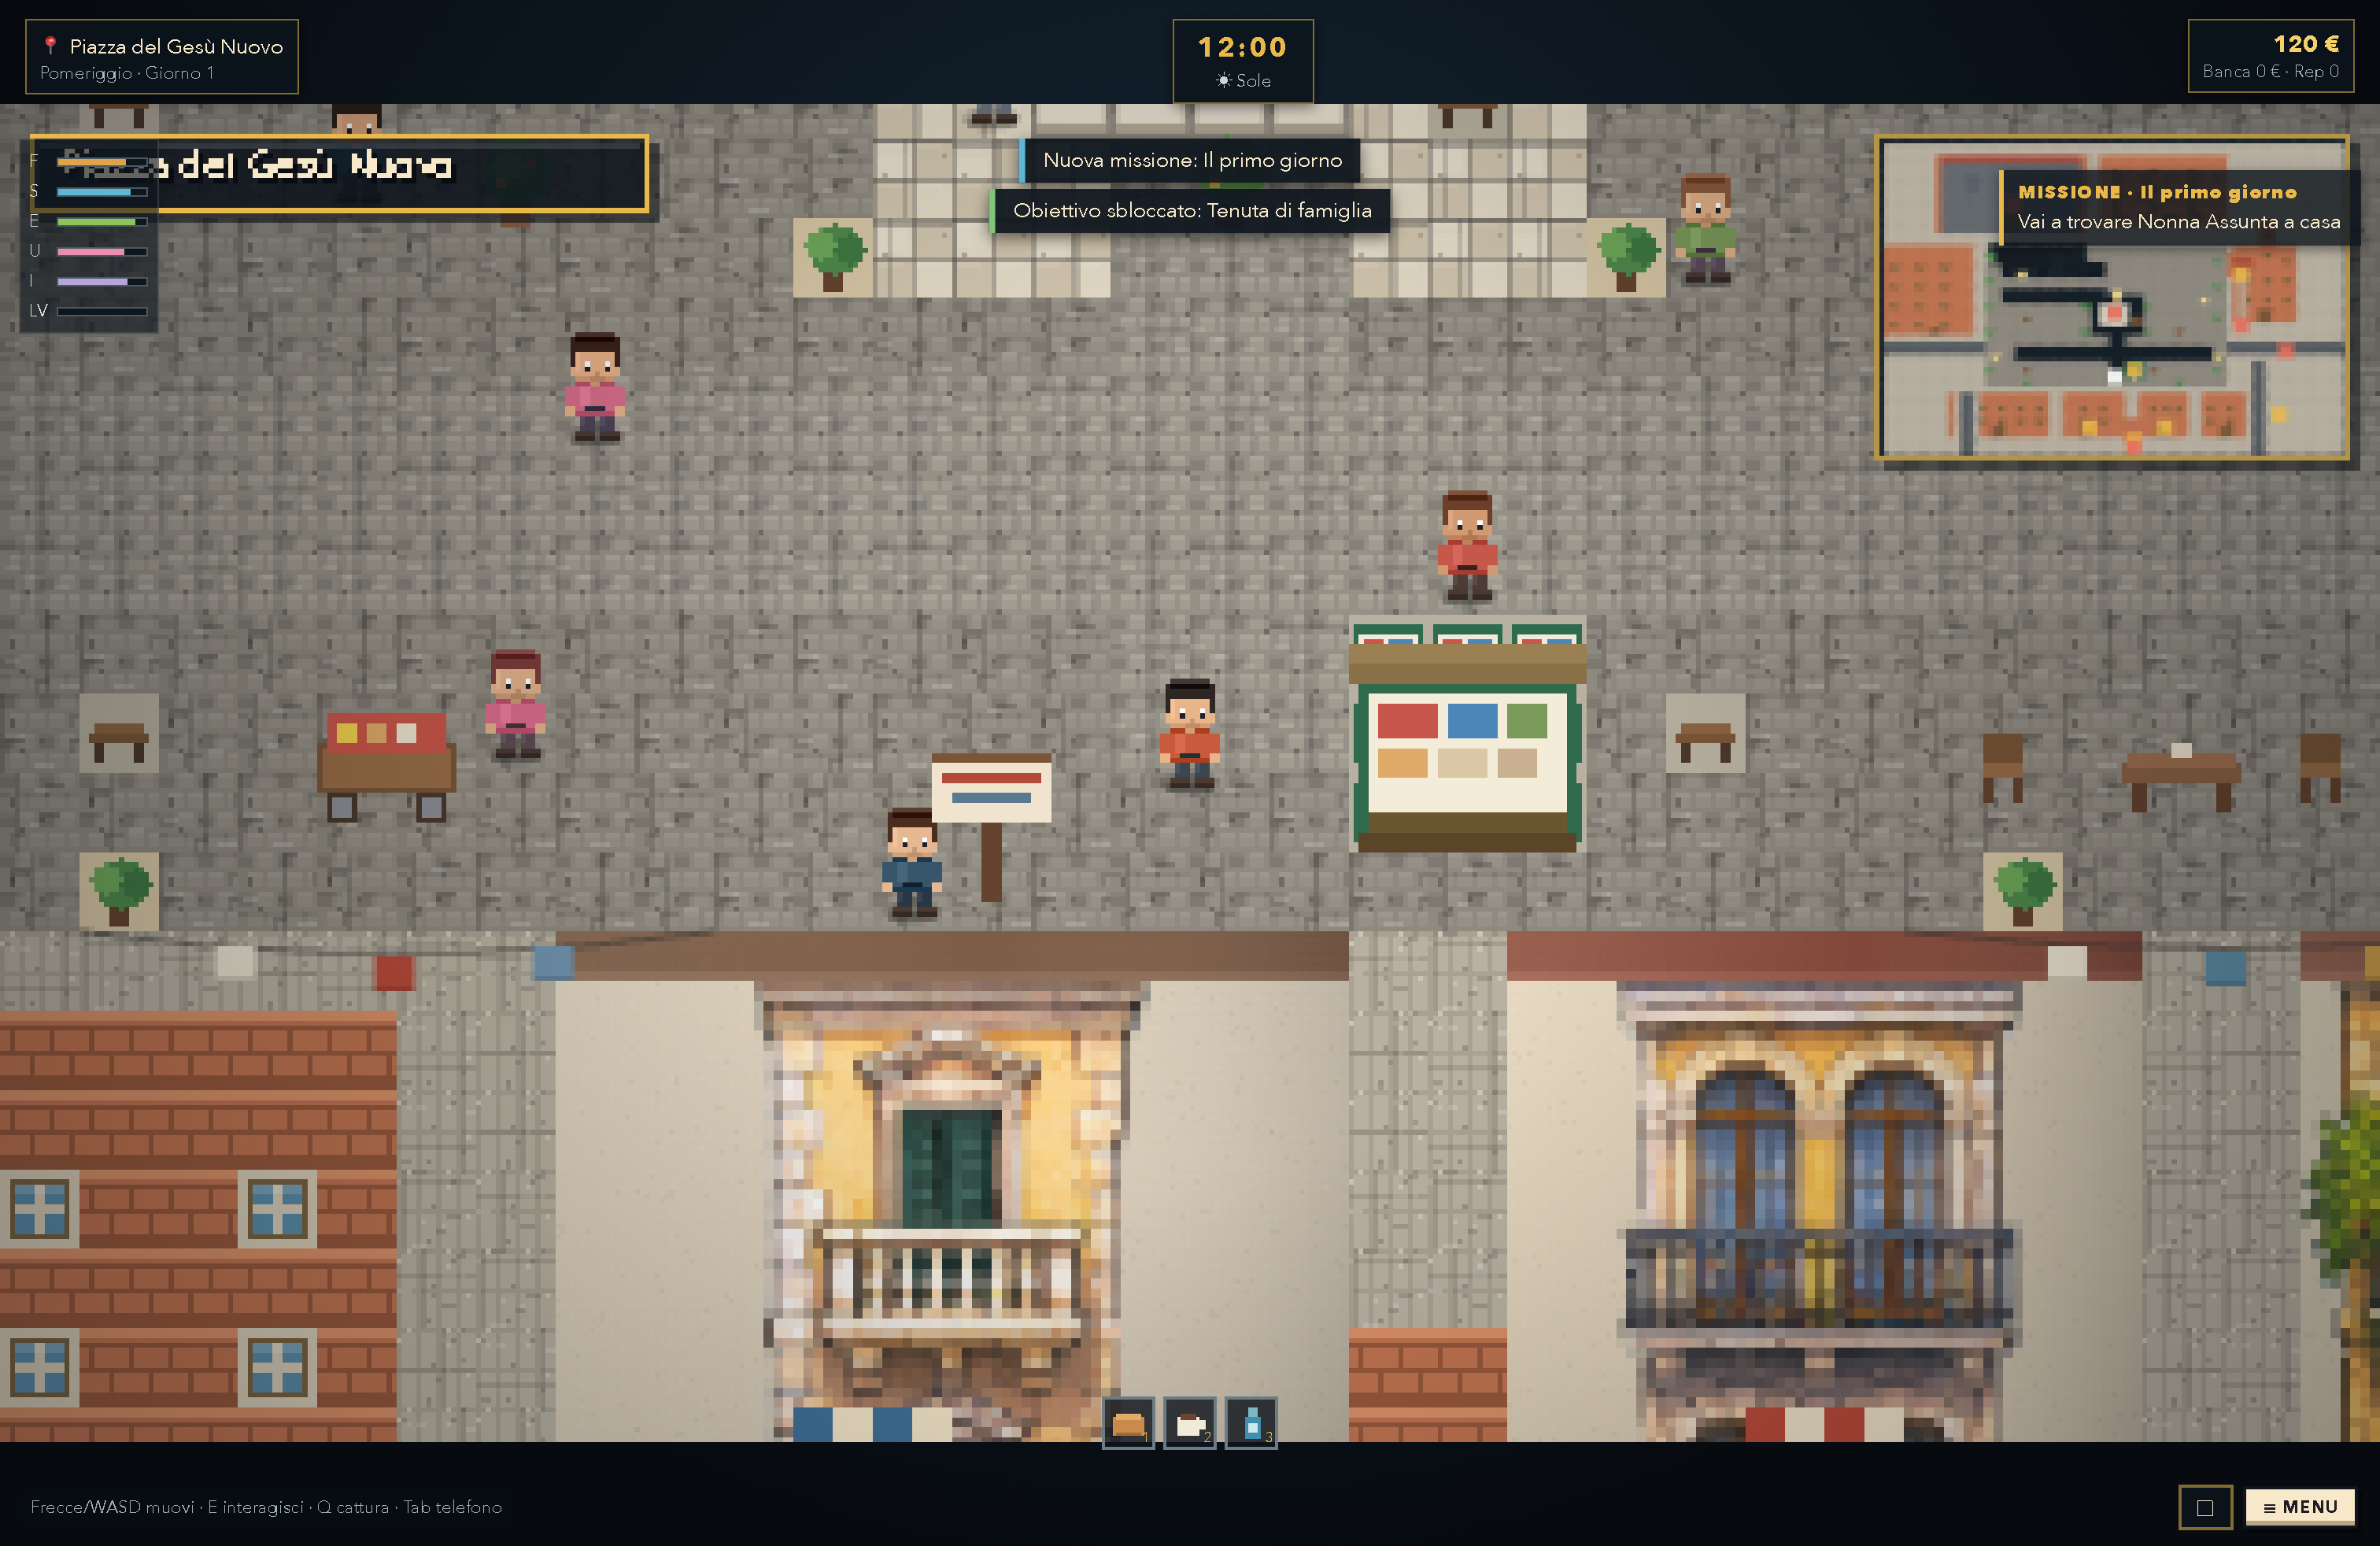 Piazza del Gesù Nuovo
Pomeriggio · Giorno 1
12:00
Sole
120 €
Banca 0 € · Rep 0
Piazza del Gesù Nuovo
F
S
E
U
I
LV
Nuova missione: Il primo giorno
Obiettivo sbloccato: Tenuta di famiglia
MISSIONE · Il primo giorno
Vai a trovare Nonna Assunta a casa
1
2
3
Frecce/WASD muovi · E interagisci · Q cattura · Tab telefono
≡ MENU